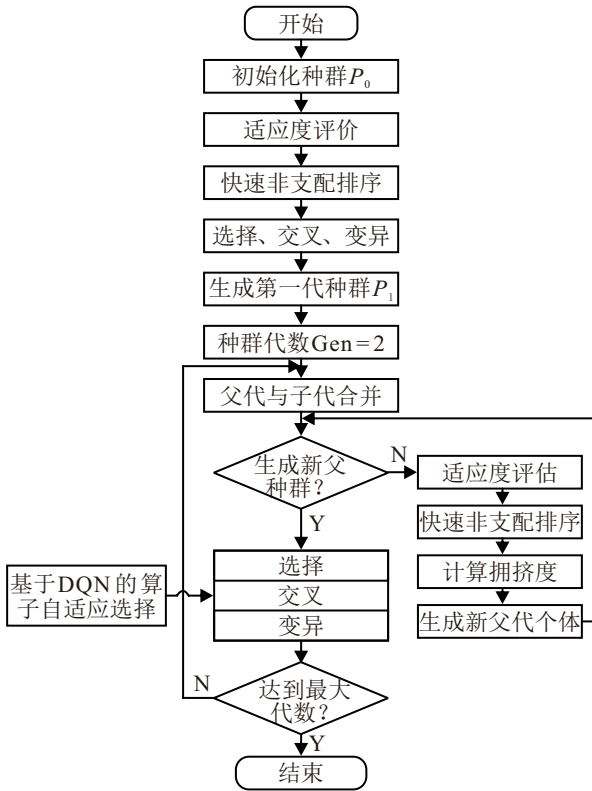 开始
初始化种群P₀
适应度评价
快速非支配排序
选择、交叉、变异
生成第一代种群P₁
种群代数Gen=2
父代与子代合并
生成新父
种群？
N
Y
适应度评估
快速非支配排序
计算拥挤度
生成新父代个体
基于DQN的算
子自适应选择
选择
交叉
变异
达到最大
代数？
N
Y
结束